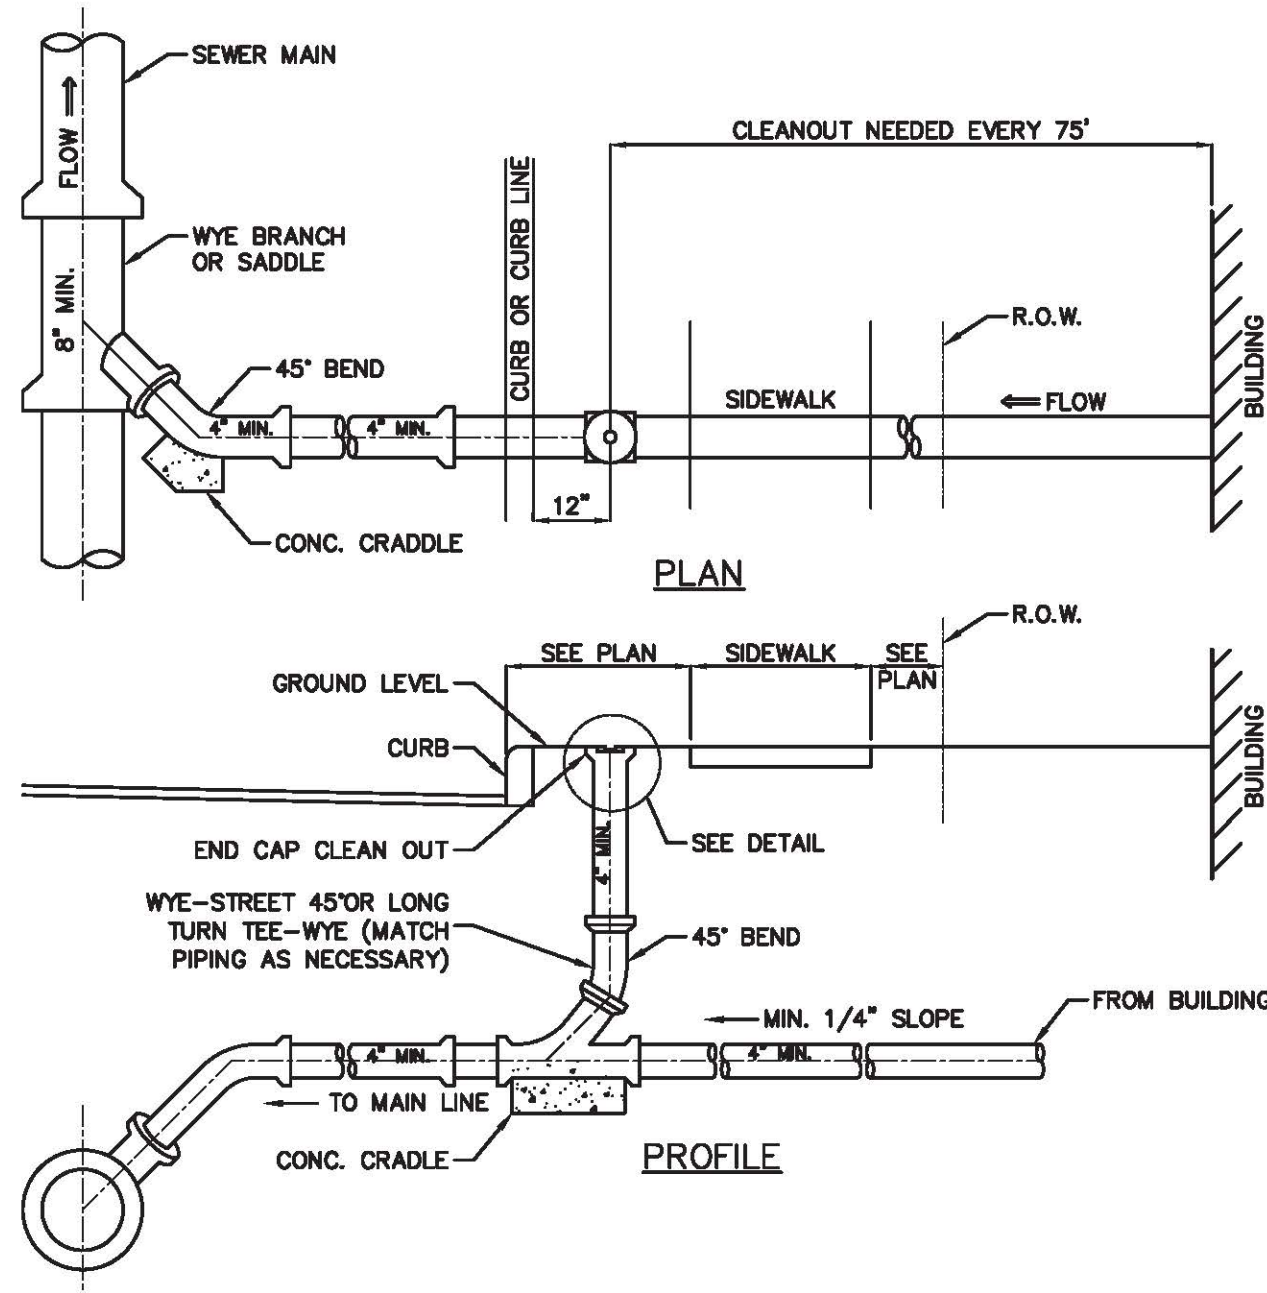 SEWER MAIN
FLOW
CLEANOUT NEEDED EVERY 75'
CURB OR CURB LINE
WYE BRANCH
OR SADDLE
8" MIN.
R.O.W.
BUILDING
45° BEND
SIDEWALK
FLOW
4" MIN.
4" MIN.
12"
CONC. CRADDLE
PLAN
R.O.W.
SEE PLAN
SIDEWALK
SEE
PLAN
GROUND LEVEL
CURB
BUILDING
END CAP CLEAN OUT
4" MIN.
SEE DETAIL
WYE-STREET 45°OR LONG
TURN TEE-WYE (MATCH
PIPING AS NECESSARY)
45° BEND
FROM BUILDING
MIN. 1/4" SLOPE
4" MIN.
4" MIN.
TO MAIN LINE
CONC. CRADLE
PROFILE